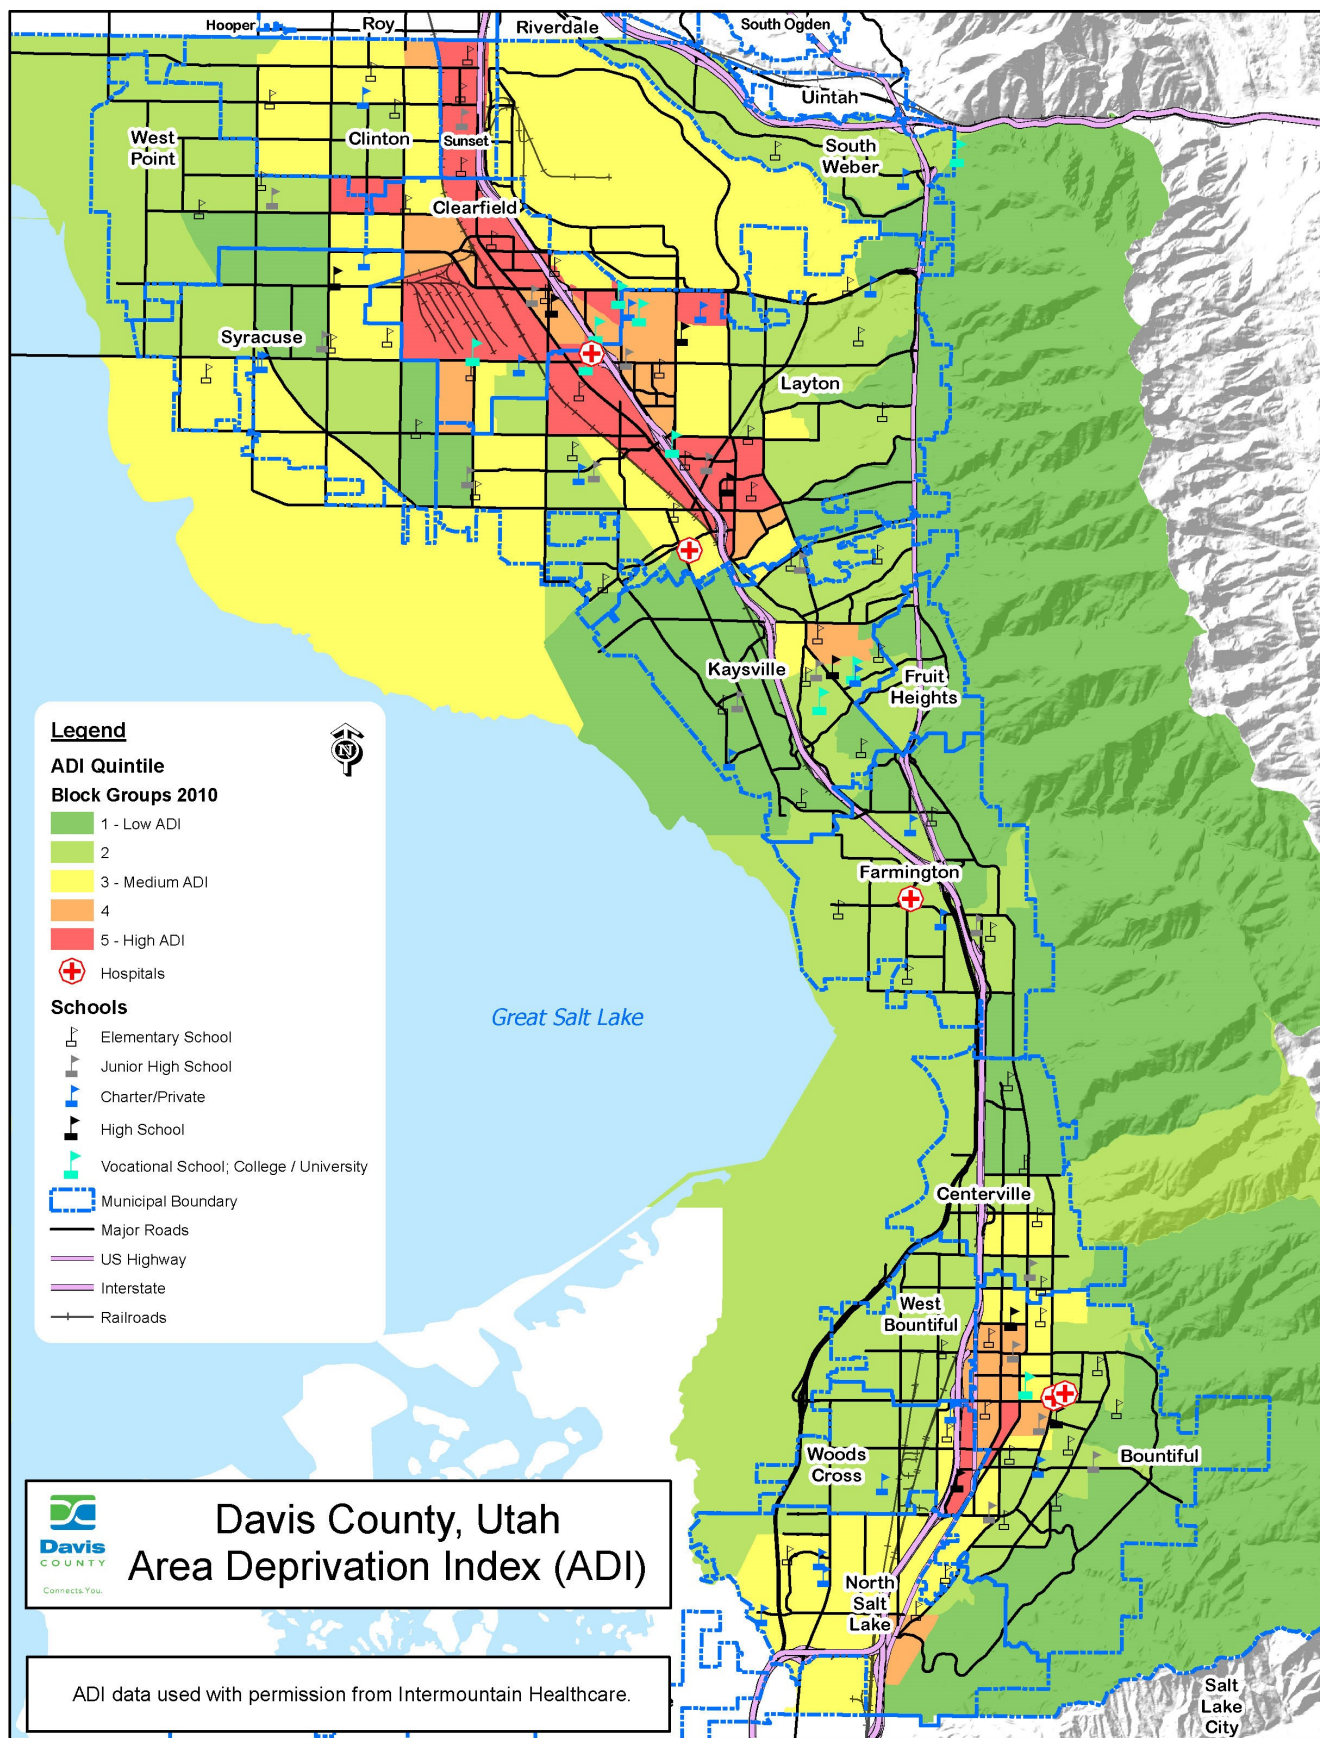 Hooper
Roy
Riverdale
South Ogden
Uintah
West
Point
Clinton
Sunset
South
Weber
Clearfield
Syracuse
Layton
Kaysville
Fruit
Heights
Legend
ADI Quintile
Block Groups 2010
1 - Low ADI
2
3 - Medium ADI
4
5 - High ADI
Hospitals
Schools
Elementary School
Junior High School
Charter/Private
High School
Vocational School; College / University
Municipal Boundary
Major Roads
US Highway
Interstate
Railroads
N
Farmington
Great Salt Lake
Centerville
West
Bountiful
Woods
Cross
Bountiful
North
Salt
Lake
Salt
Lake
City
Davis
COUNTY
Connects. You.
Davis County, Utah
Area Deprivation Index (ADI)
ADI data used with permission from Intermountain Healthcare.